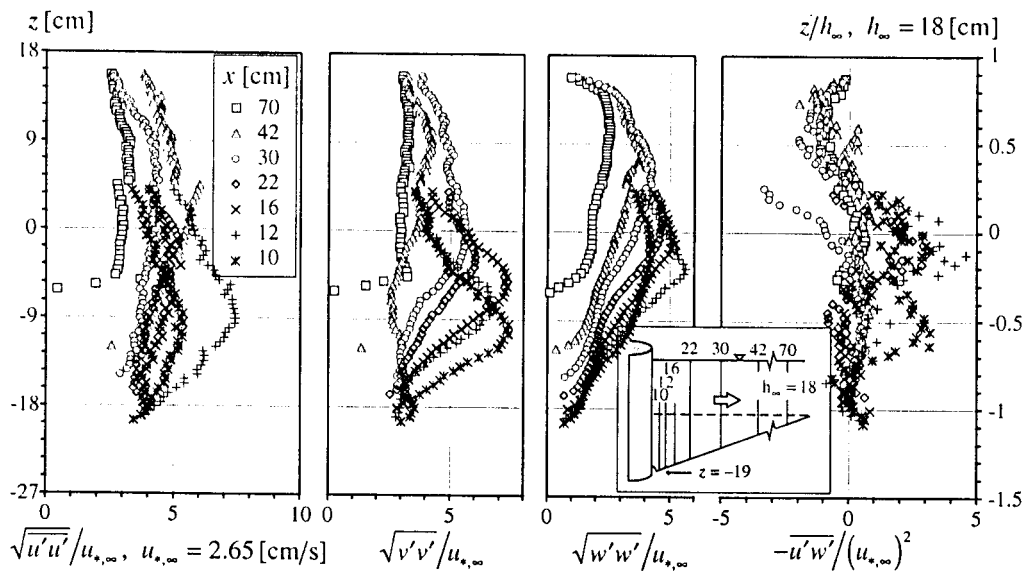 z [cm]
z/h∞, h∞ = 18 [cm]
18
9
0
-9
-18
-27
x [cm]
□ 70
△ 42
○ 30
◇ 22
× 16
+ 12
✱ 10
1
0.5
0
-0.5
-1
-1.5
22 30 42 70
16
12
10
h∞ = 18
z = -19
0 5 10
0 5
0 5
-5 0 5
√u′u′/u*,∞, u*,∞ = 2.65 [cm/s]
√v′v′/u*,∞
√w′w′/u*,∞
-u′w′/(u*,∞)²